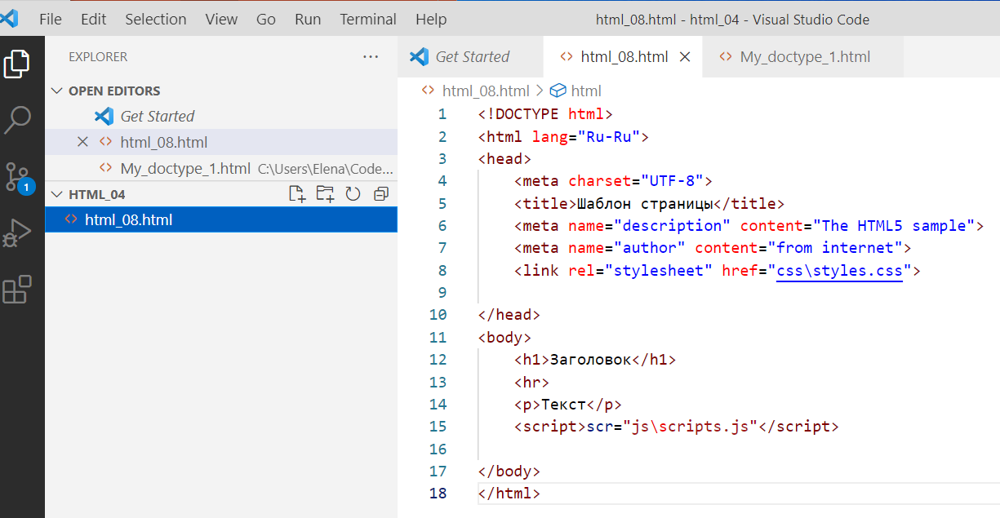 File Edit Selection View Go Run Terminal Help html_08.html - html_04 - Visual Studio Code
EXPLORER ...
OPEN EDITORS
Get Started
html_08.html
My_doctype_1.html C:\Users\Elena\Code...
HTML_04
html_08.html
1
Get Started html_08.html My_doctype_1.html
html_08.html > html
1 <!DOCTYPE html>
2 <html lang="Ru-Ru">
3 <head>
4 <meta charset="UTF-8">
5 <title>Шаблон страницы</title>
6 <meta name="description" content="The HTML5 sample">
7 <meta name="author" content="from internet">
8 <link rel="stylesheet" href="css\styles.css">
9
10 </head>
11 <body>
12 <h1>Заголовок</h1>
13 <hr>
14 <p>Текст</p>
15 <script>scr="js\scripts.js"</script>
16
17 </body>
18 </html>